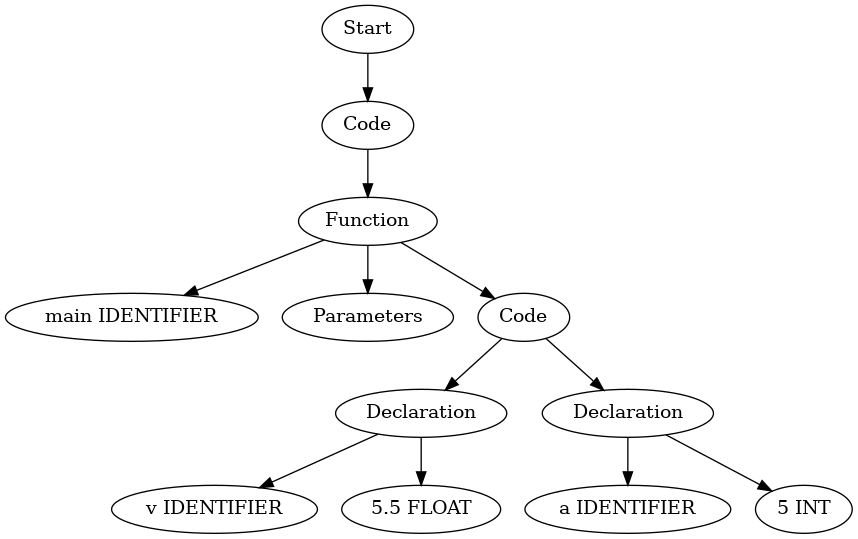 Start
Code
Function
main IDENTIFIER
Parameters
Code
Declaration
Declaration
v IDENTIFIER
5.5 FLOAT
a IDENTIFIER
5 INT